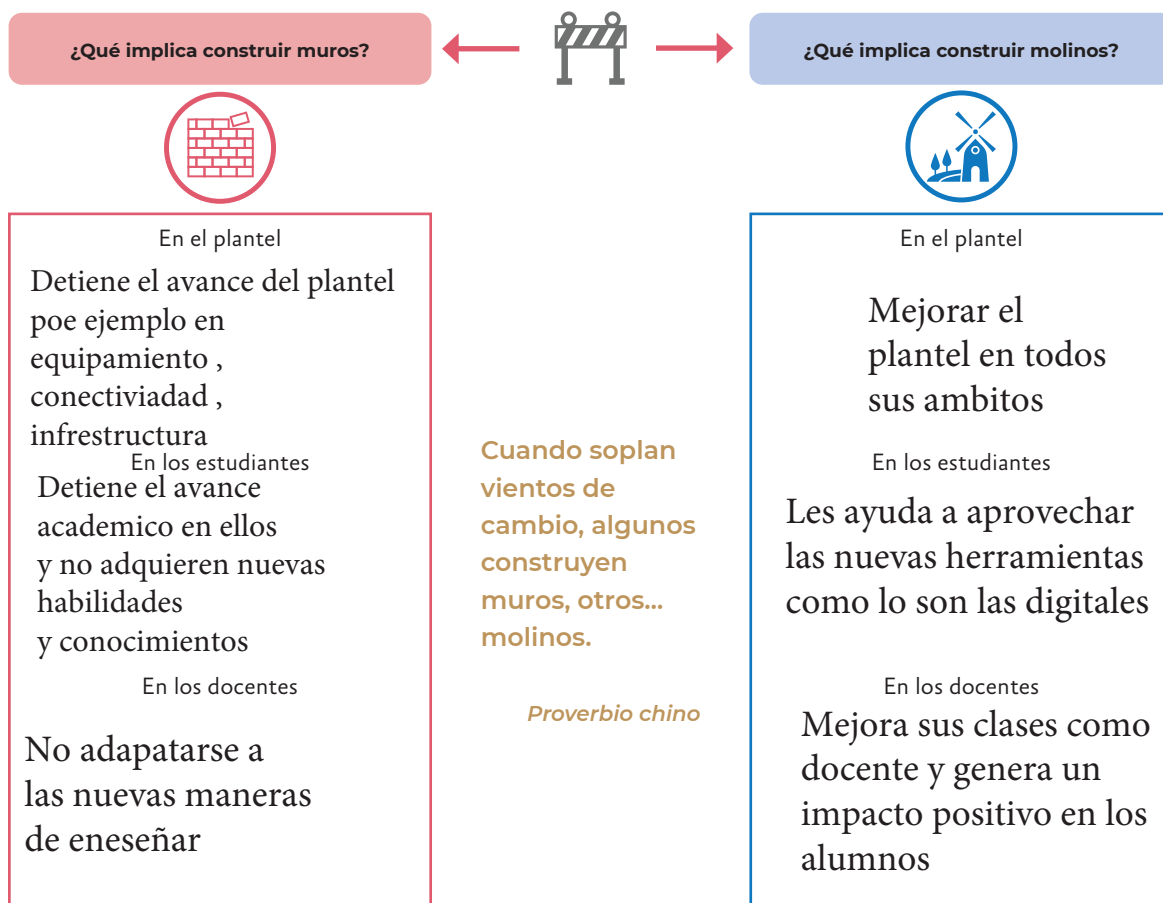 ¿Qué implica construir muros?
¿Qué implica construir molinos?
En el plantel
Detiene el avance del plantel
poe ejemplo en
equipamiento ,
conectiviadad ,
infrestructura
En los estudiantes
Detiene el avance
academico en ellos
y no adquieren nuevas
habilidades
y conocimientos
En los docentes
No adapatarse a
las nuevas maneras
de eneseñar
Cuando soplan
vientos de
cambio, algunos
construyen
muros, otros...
molinos.
Proverbio chino
En el plantel
Mejorar el
plantel en todos
sus ambitos
En los estudiantes
Les ayuda a aprovechar
las nuevas herramientas
como lo son las digitales
En los docentes
Mejora sus clases como
docente y genera un
impacto positivo en los
alumnos